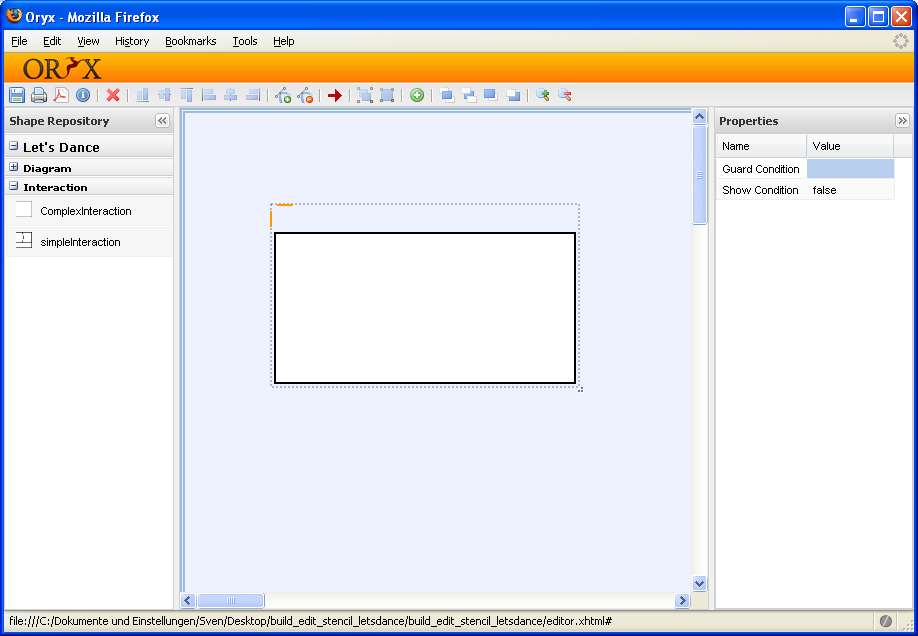 Oryx - Mozilla Firefox
File Edit View History Bookmarks Tools Help
ORYX
Shape Repository
Let's Dance
Diagram
Interaction
ComplexInteraction
simpleInteraction
Properties
Name Value
Guard Condition
Show Condition false
file:///C:/Dokumente und Einstellungen/Sven/Desktop/build_edit_stencil_letsdance/build_edit_stencil_letsdance/editor.xhtml#